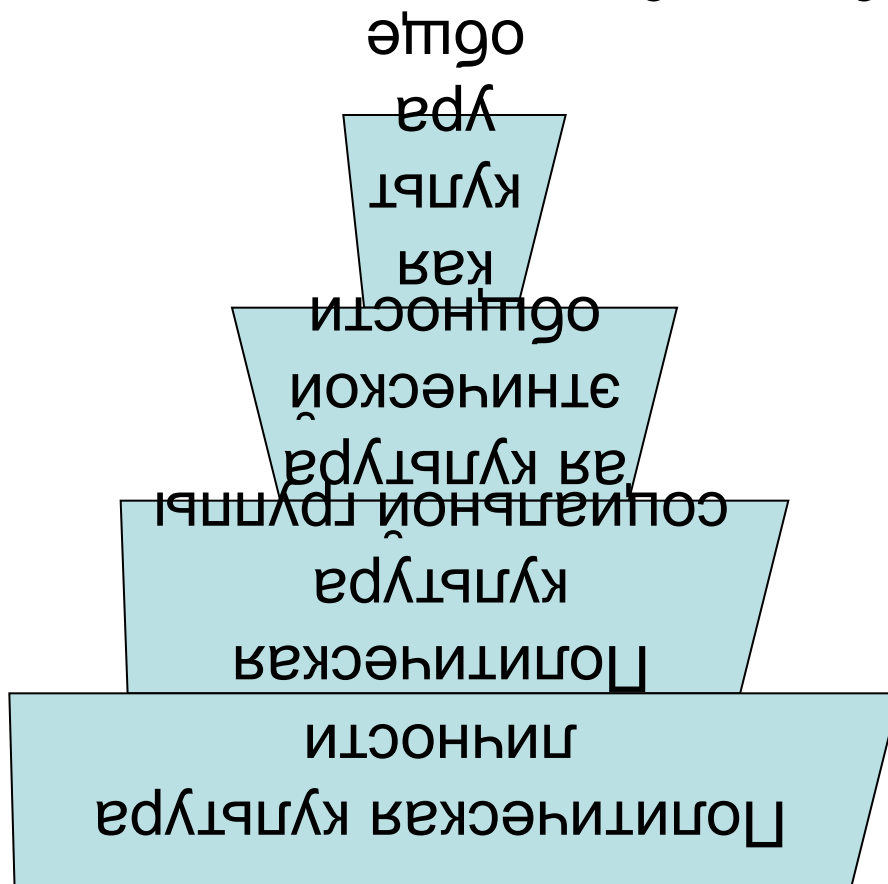 Политическая культура
личности
Политическая
культура
социальной группы
ая культура
этнической
общности
кая
культ
ура
обще